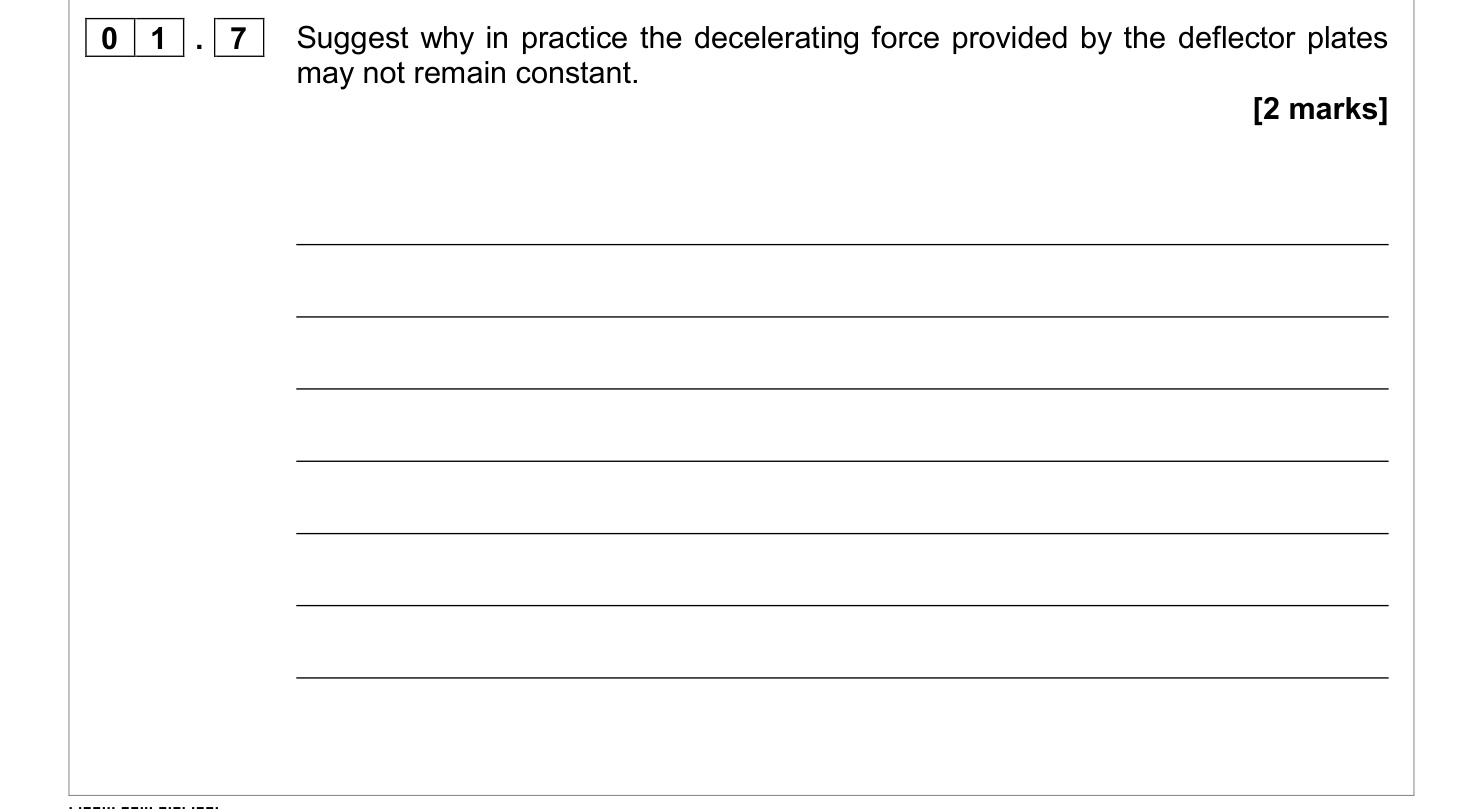 0 1 . 7 Suggest why in practice the decelerating force provided by the deflector plates
may not remain constant.
[2 marks]